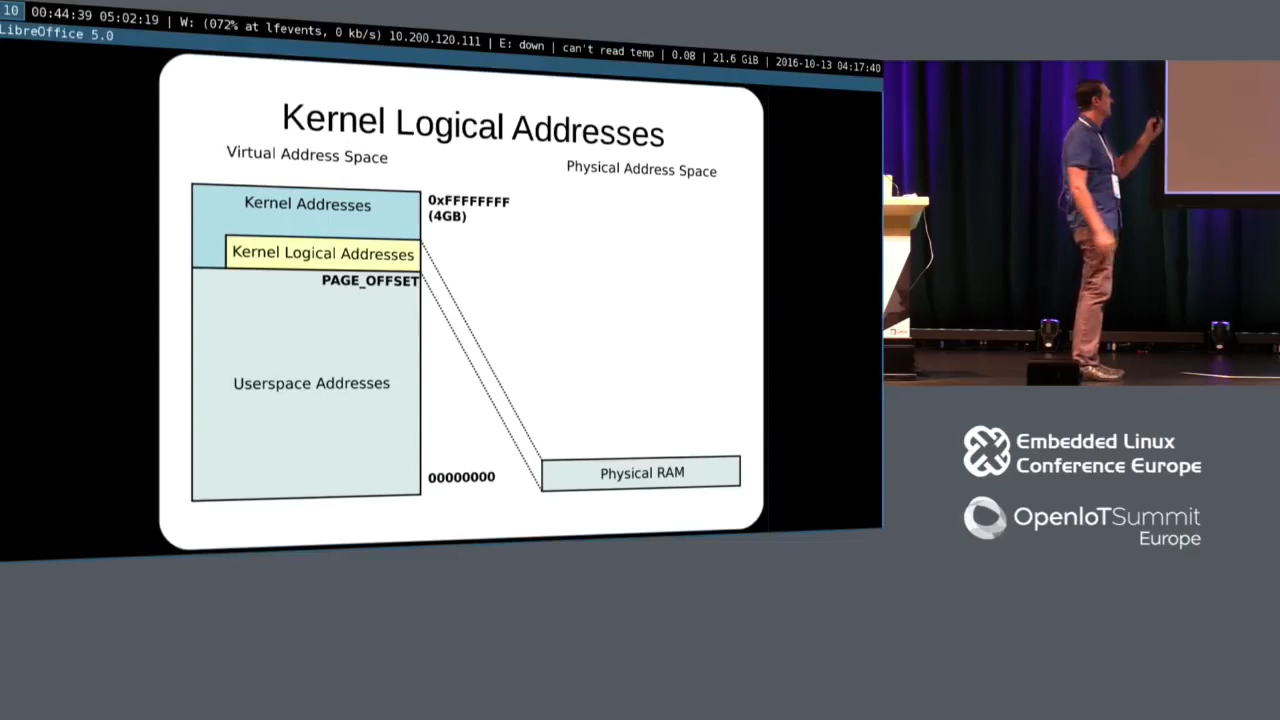 10 00:44:39 05:02:19 | W: (072% at lfevents, 0 kb/s) 10.200.120.111 | E: down | can't read temp | 0.08 | 21.6 GiB | 2016-10-13 04:17:40
LibreOffice 5.0
Kernel Logical Addresses
Virtual Address Space
Physical Address Space
Kernel Addresses
0xFFFFFFFF
(4GB)
Kernel Logical Addresses
PAGE_OFFSET
Userspace Addresses
00000000
Physical RAM
Embedded Linux
Conference Europe
OpenIoTSummit
Europe